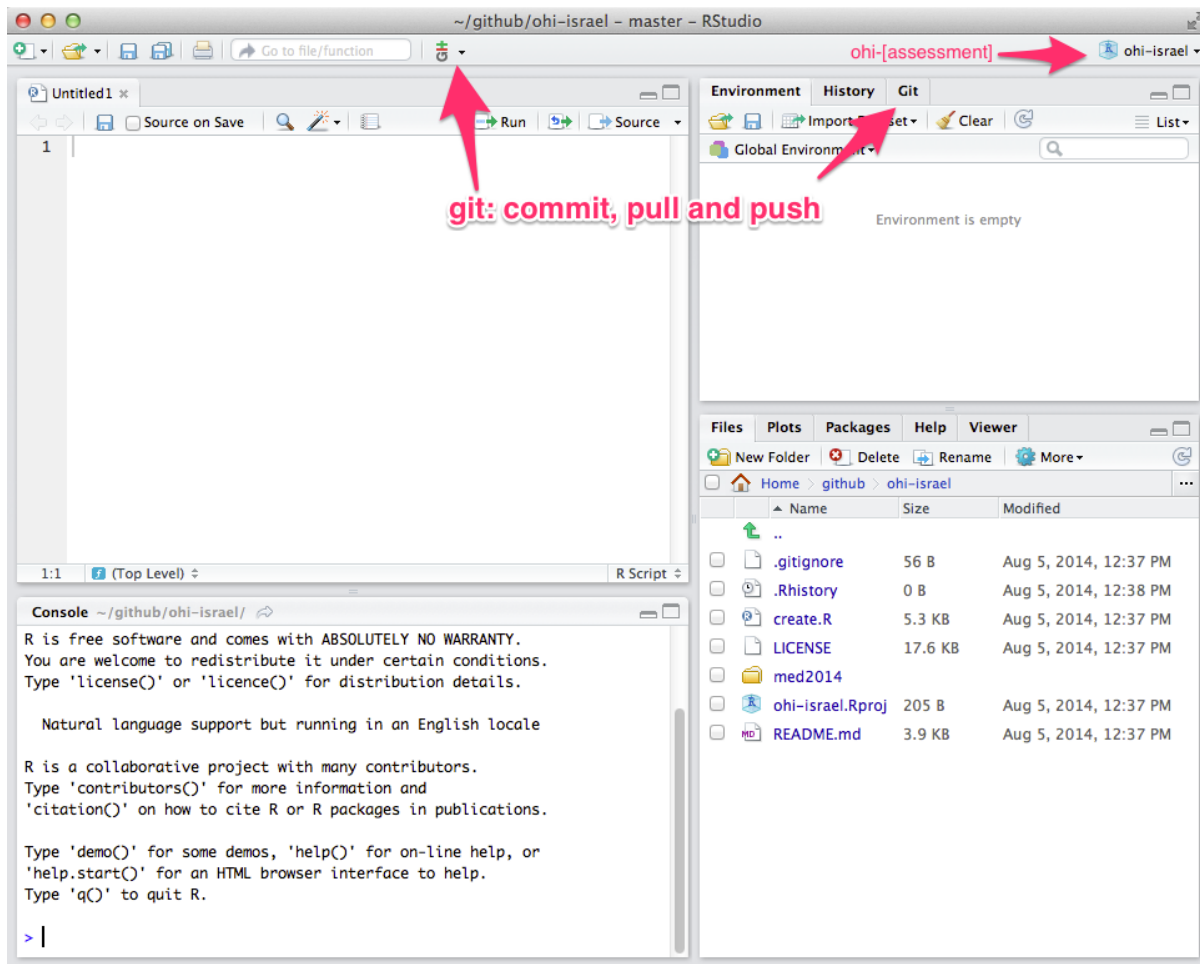 ~/github/ohi-israel – master – RStudio
Go to file/function
ohi-[assessment]
ohi-israel
Untitled1
Source on Save
Run
Source
1
1:1
(Top Level)
R Script
Environment History Git
Clear
List
Global Environment
git: commit, pull and push
Environment is empty
Files Plots Packages Help Viewer
New Folder Delete Rename More
Home github ohi-israel
Name Size Modified
..
.gitignore 56 B Aug 5, 2014, 12:37 PM
.Rhistory 0 B Aug 5, 2014, 12:38 PM
create.R 5.3 KB Aug 5, 2014, 12:37 PM
LICENSE 17.6 KB Aug 5, 2014, 12:37 PM
med2014
ohi-israel.Rproj 205 B Aug 5, 2014, 12:37 PM
MD README.md 3.9 KB Aug 5, 2014, 12:37 PM
Console ~/github/ohi-israel/
R is free software and comes with ABSOLUTELY NO WARRANTY.
You are welcome to redistribute it under certain conditions.
Type 'license()' or 'licence()' for distribution details.
Natural language support but running in an English locale
R is a collaborative project with many contributors.
Type 'contributors()' for more information and
'citation()' on how to cite R or R packages in publications.
Type 'demo()' for some demos, 'help()' for on-line help, or
'help.start()' for an HTML browser interface to help.
Type 'q()' to quit R.
>